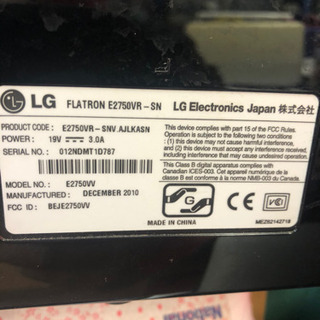 LG FLATRON E2750VR-SN LG Electronics Japan 株式会社
PRODUCT CODE : E2750VR-SNV AJLKASN
POWER : 19V 3.0A
SERIAL NO. : 012NDMT1D787
This device complies with part 15 of the FCC Rules.
Operation is subject to the following two conditions:
(1) this device may not cause harmful interference, and
(2) this device must accept any interference received,
including interference that may cause undesired
operation.
This Class B digital apparatus complies with
Canadian ICES-003. Cet appareil numérique de la
classe B est conforme à la norme NMB-003 du
Canada.
MODEL NO. : E2750VV
MANUFACTURED : DECEMBER 2010
FCC ID : BEJE2750VV
G
MADE IN CHINA
MEZ62142718
National